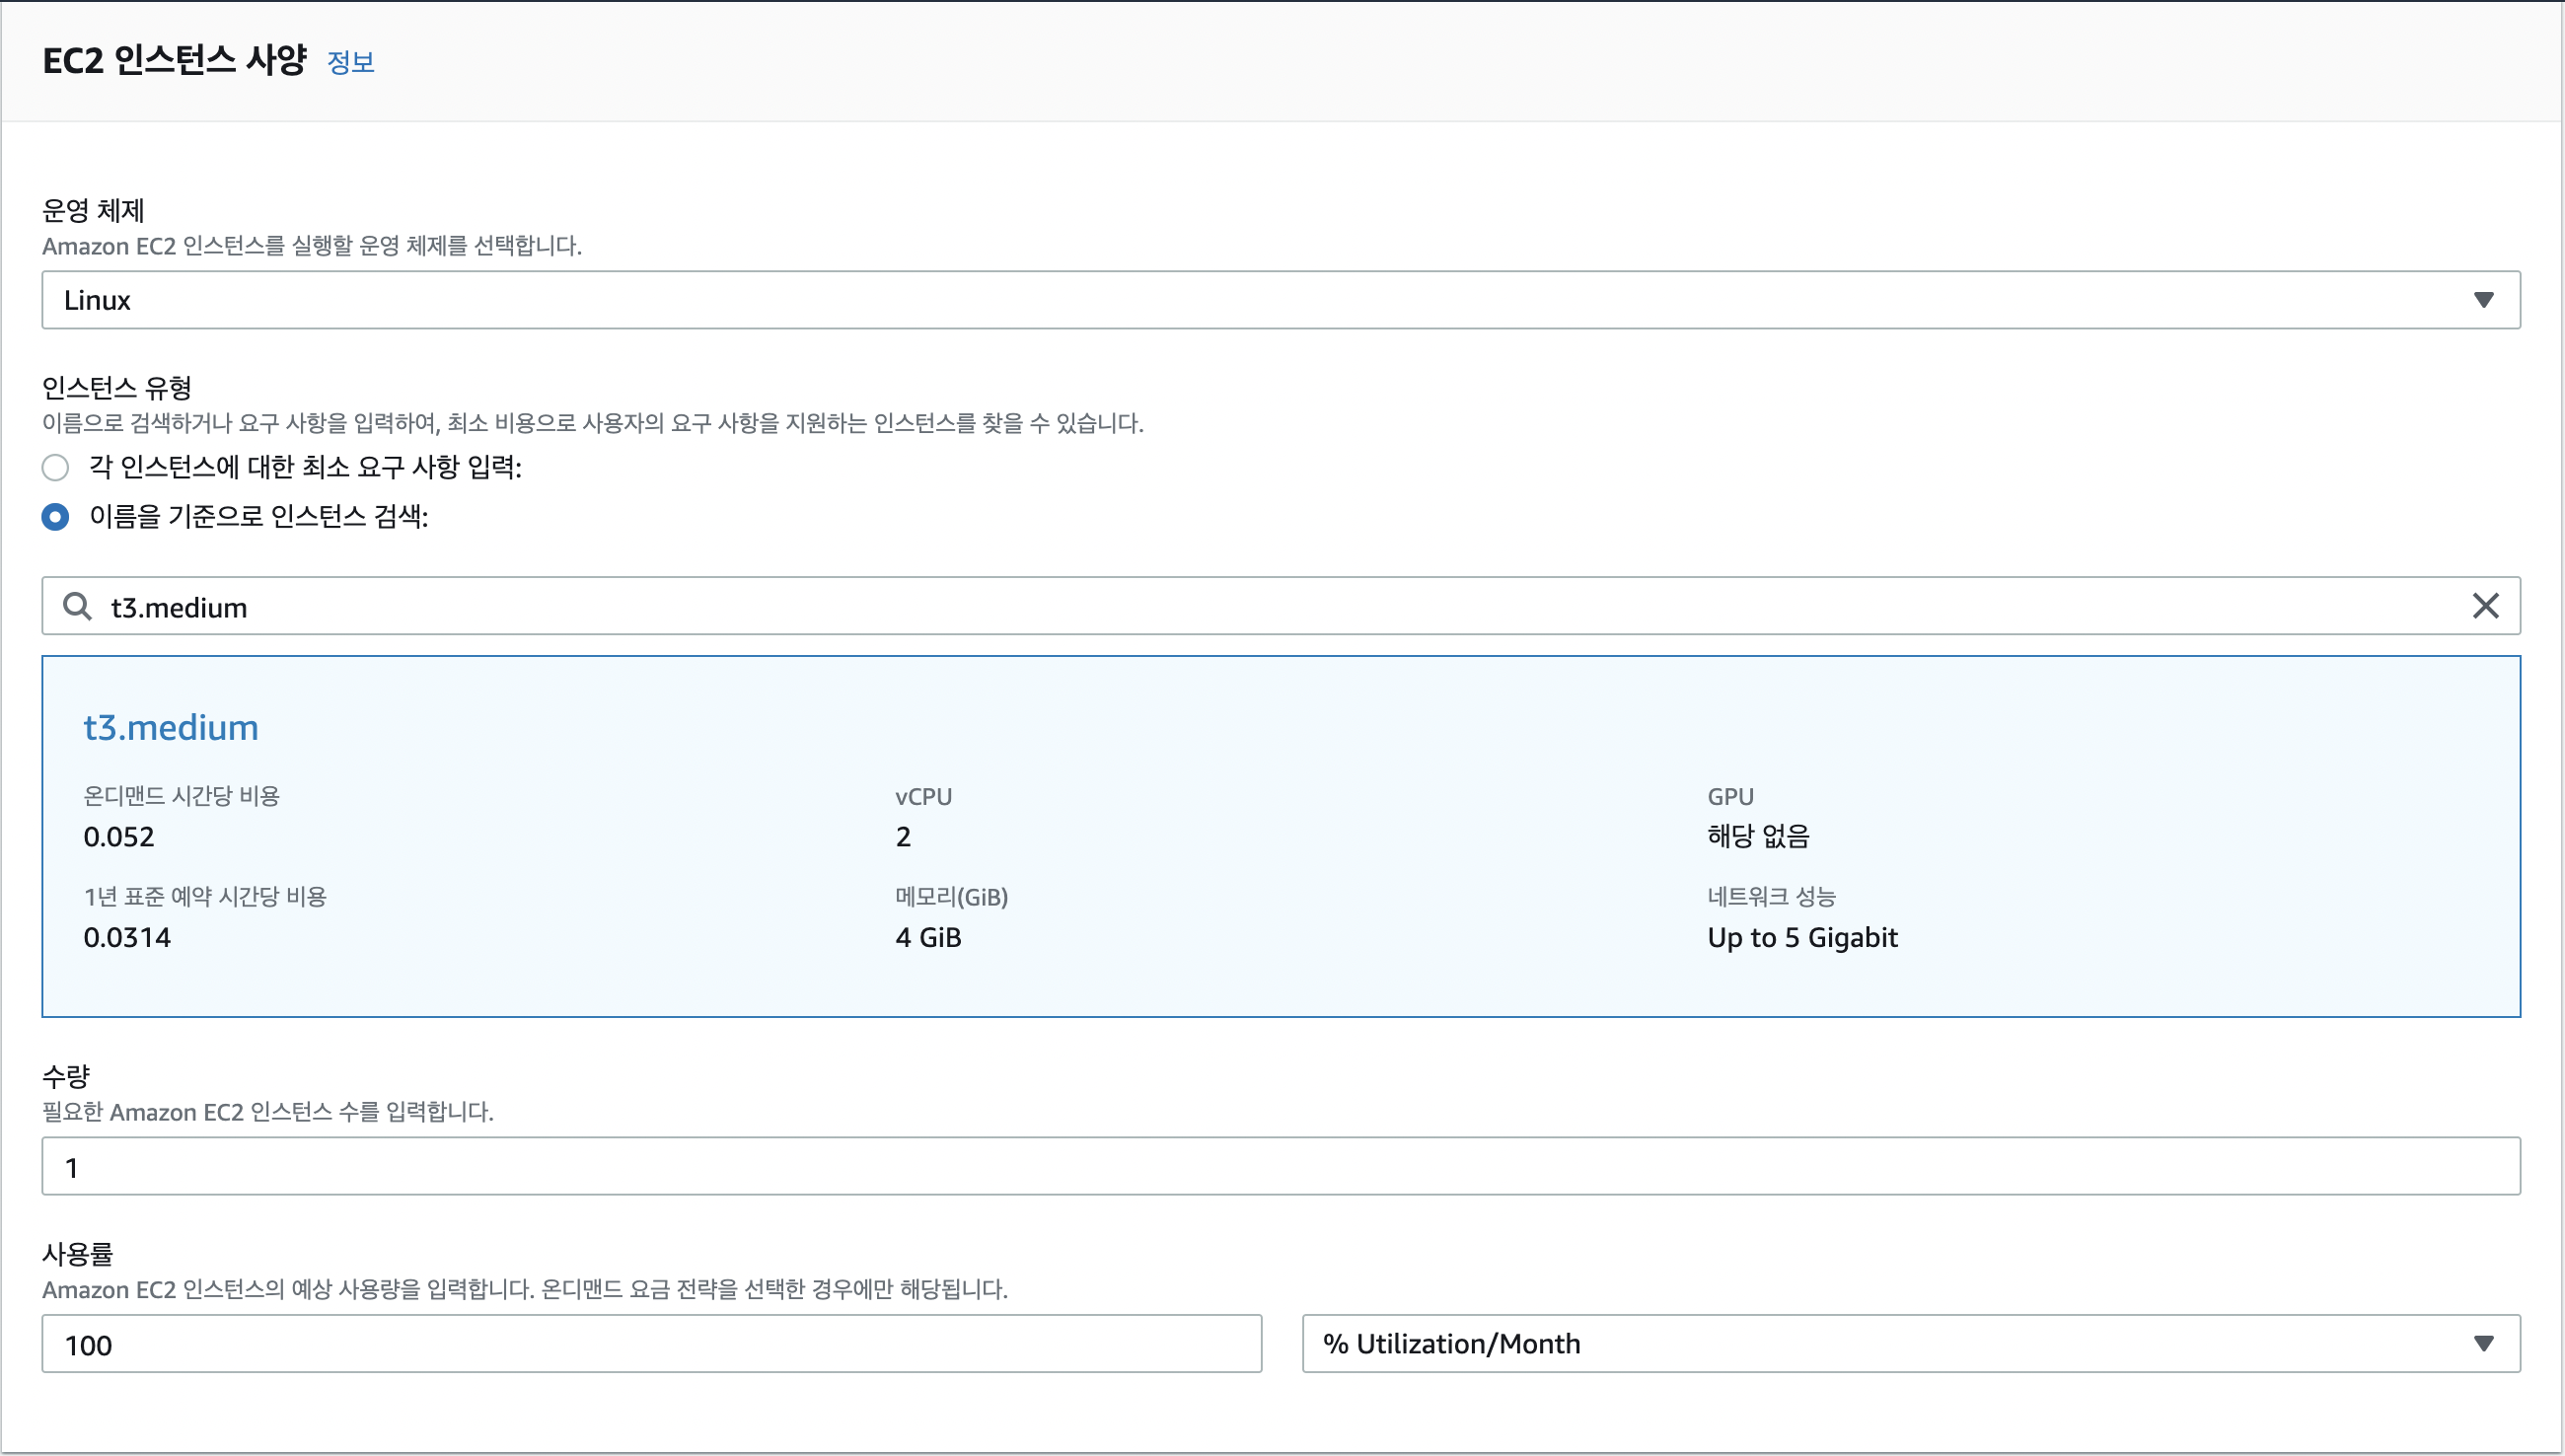 EC2 인스턴스 사양 정보
운영 체제
Amazon EC2 인스턴스를 실행할 운영 체제를 선택합니다.
Linux
인스턴스 유형
이름으로 검색하거나 요구 사항을 입력하여, 최소 비용으로 사용자의 요구 사항을 지원하는 인스턴스를 찾을 수 있습니다.
각 인스턴스에 대한 최소 요구 사항 입력:
이름을 기준으로 인스턴스 검색:
t3.medium
t3.medium
온디맨드 시간당 비용
0.052
vCPU
2
GPU
해당 없음
1년 표준 예약 시간당 비용
0.0314
메모리(GiB)
4 GiB
네트워크 성능
Up to 5 Gigabit
수량
필요한 Amazon EC2 인스턴스 수를 입력합니다.
1
사용률
Amazon EC2 인스턴스의 예상 사용량을 입력합니다. 온디맨드 요금 전략을 선택한 경우에만 해당됩니다.
100
% Utilization/Month